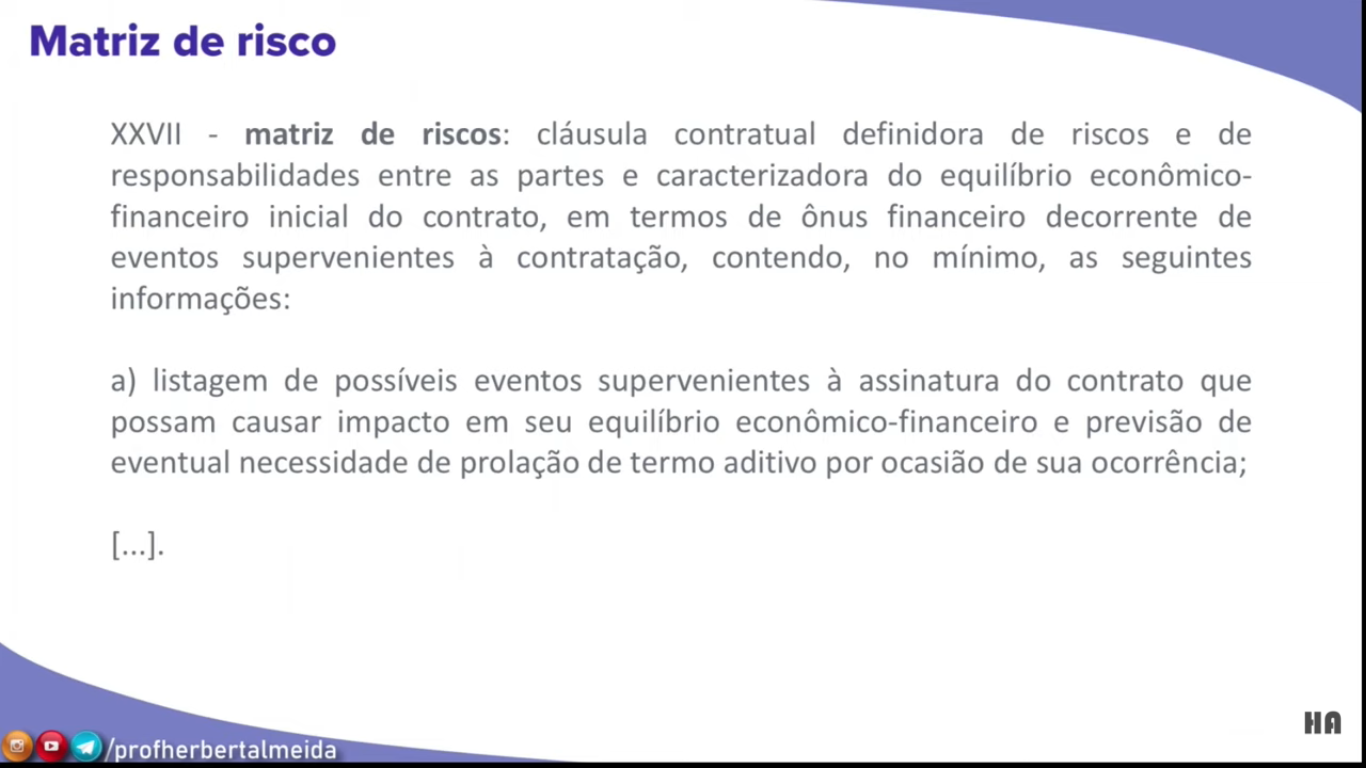 Matriz de risco
XXVII - matriz de riscos: cláusula contratual definidora de riscos e de
responsabilidades entre as partes e caracterizadora do equilíbrio econômico-
financeiro inicial do contrato, em termos de ônus financeiro decorrente de
eventos supervenientes à contratação, contendo, no mínimo, as seguintes
informações:
a) listagem de possíveis eventos supervenientes à assinatura do contrato que
possam causar impacto em seu equilíbrio econômico-financeiro e previsão de
eventual necessidade de prolação de termo aditivo por ocasião de sua ocorrência;
[...].
HA
/profherbertalmeida